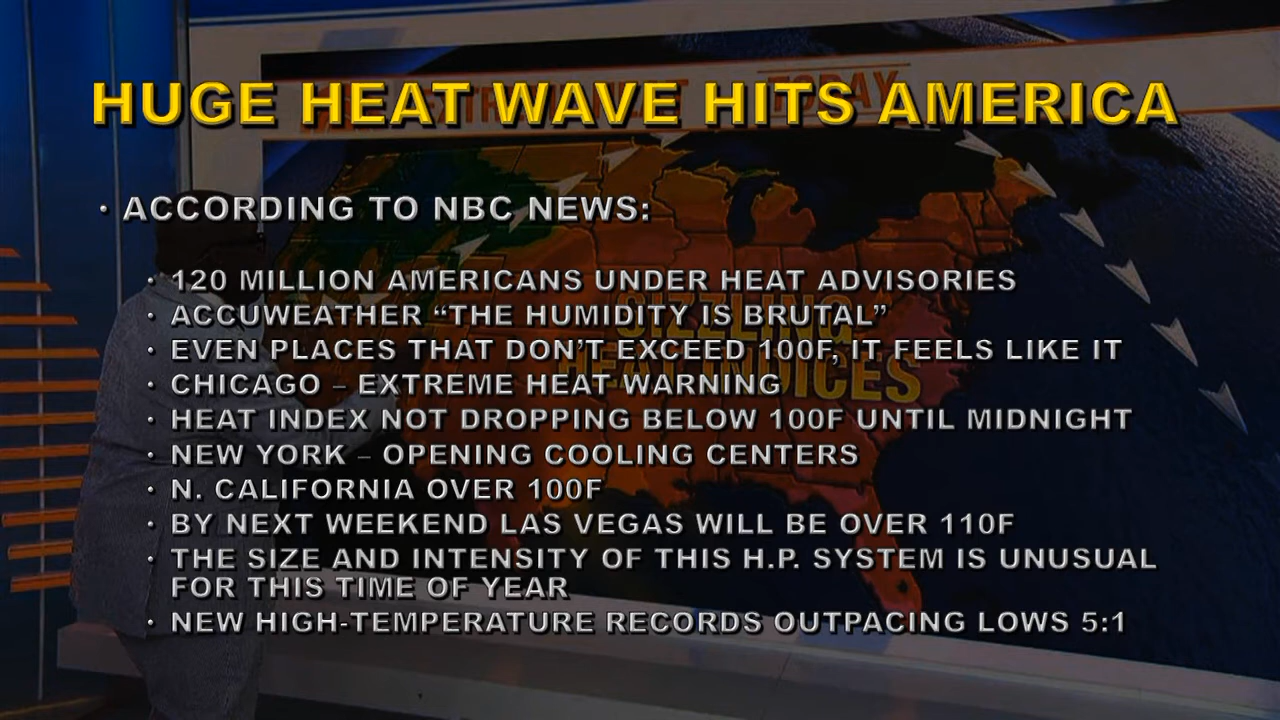 HUGE HEAT WAVE HITS AMERICA
TODAY
• ACCORDING TO NBC NEWS:
• 120 MILLION AMERICANS UNDER HEAT ADVISORIES
• ACCUWEATHER “THE HUMIDITY IS BRUTAL”
SIZZLING
• EVEN PLACES THAT DON’T EXCEED 100F, IT FEELS LIKE IT
HEAT INDICES
• CHICAGO – EXTREME HEAT WARNING
• HEAT INDEX NOT DROPPING BELOW 100F UNTIL MIDNIGHT
• NEW YORK – OPENING COOLING CENTERS
• N. CALIFORNIA OVER 100F
• BY NEXT WEEKEND LAS VEGAS WILL BE OVER 110F
• THE SIZE AND INTENSITY OF THIS H.P. SYSTEM IS UNUSUAL
FOR THIS TIME OF YEAR
• NEW HIGH-TEMPERATURE RECORDS OUTPACING LOWS 5:1